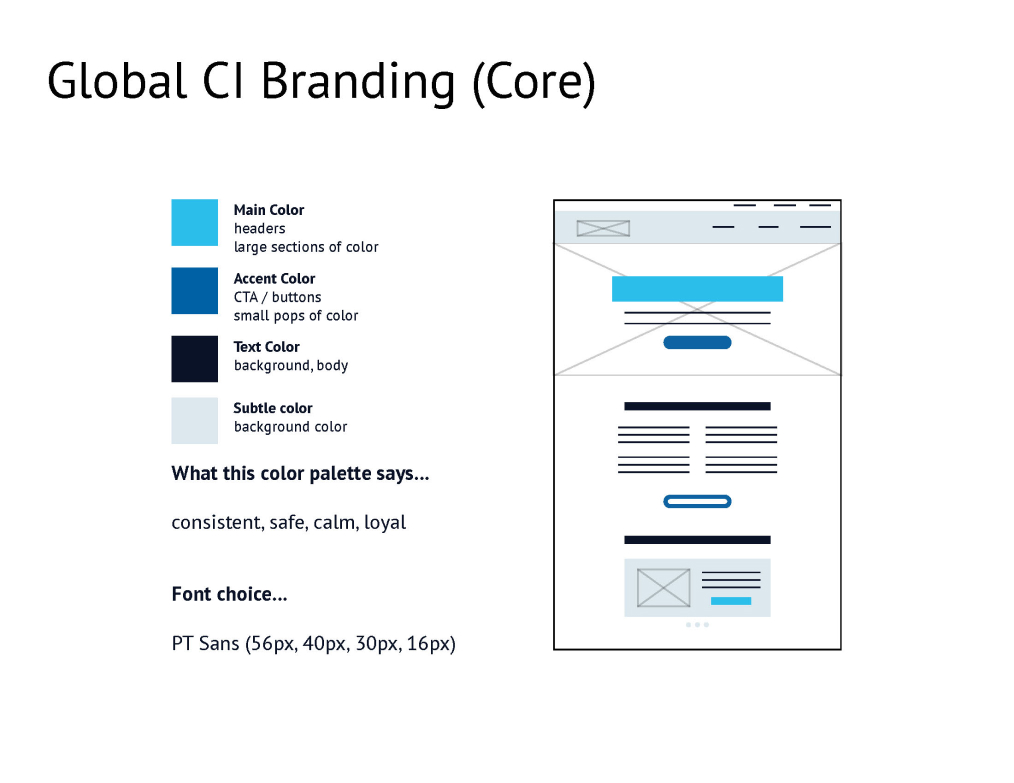 Global CI Branding (Core)
Main Color
headers
large sections of color
Accent Color
CTA / buttons
small pops of color
Text Color
background, body
Subtle color
background color
What this color palette says...
consistent, safe, calm, loyal
Font choice...
PT Sans (56px, 40px, 30px, 16px)